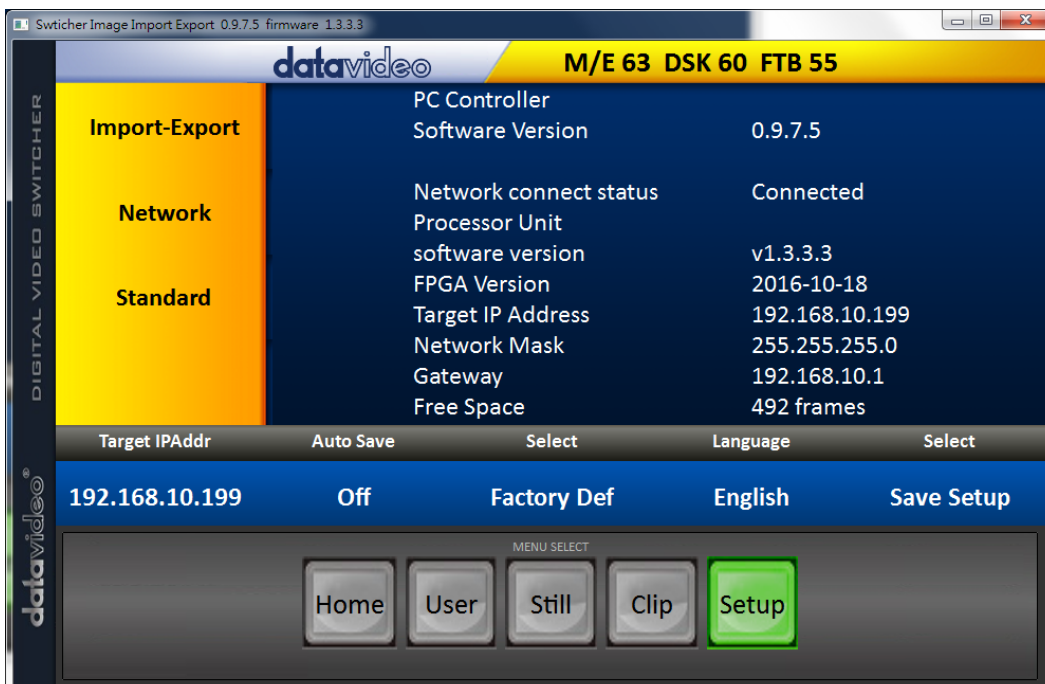 Swticher Image Import Export 0.9.7.5 firmware 1.3.3.3
datavideo M/E 63 DSK 60 FTB 55
DIGITAL VIDEO SWITCHER
datavideo®
Import-Export
Network
Standard
PC Controller
Software Version 0.9.7.5
Network connect status Connected
Processor Unit
software version v1.3.3.3
FPGA Version 2016-10-18
Target IP Address 192.168.10.199
Network Mask 255.255.255.0
Gateway 192.168.10.1
Free Space 492 frames
Target IPAddr Auto Save Select Language Select
192.168.10.199 Off Factory Def English Save Setup
MENU SELECT
Home User Still Clip Setup